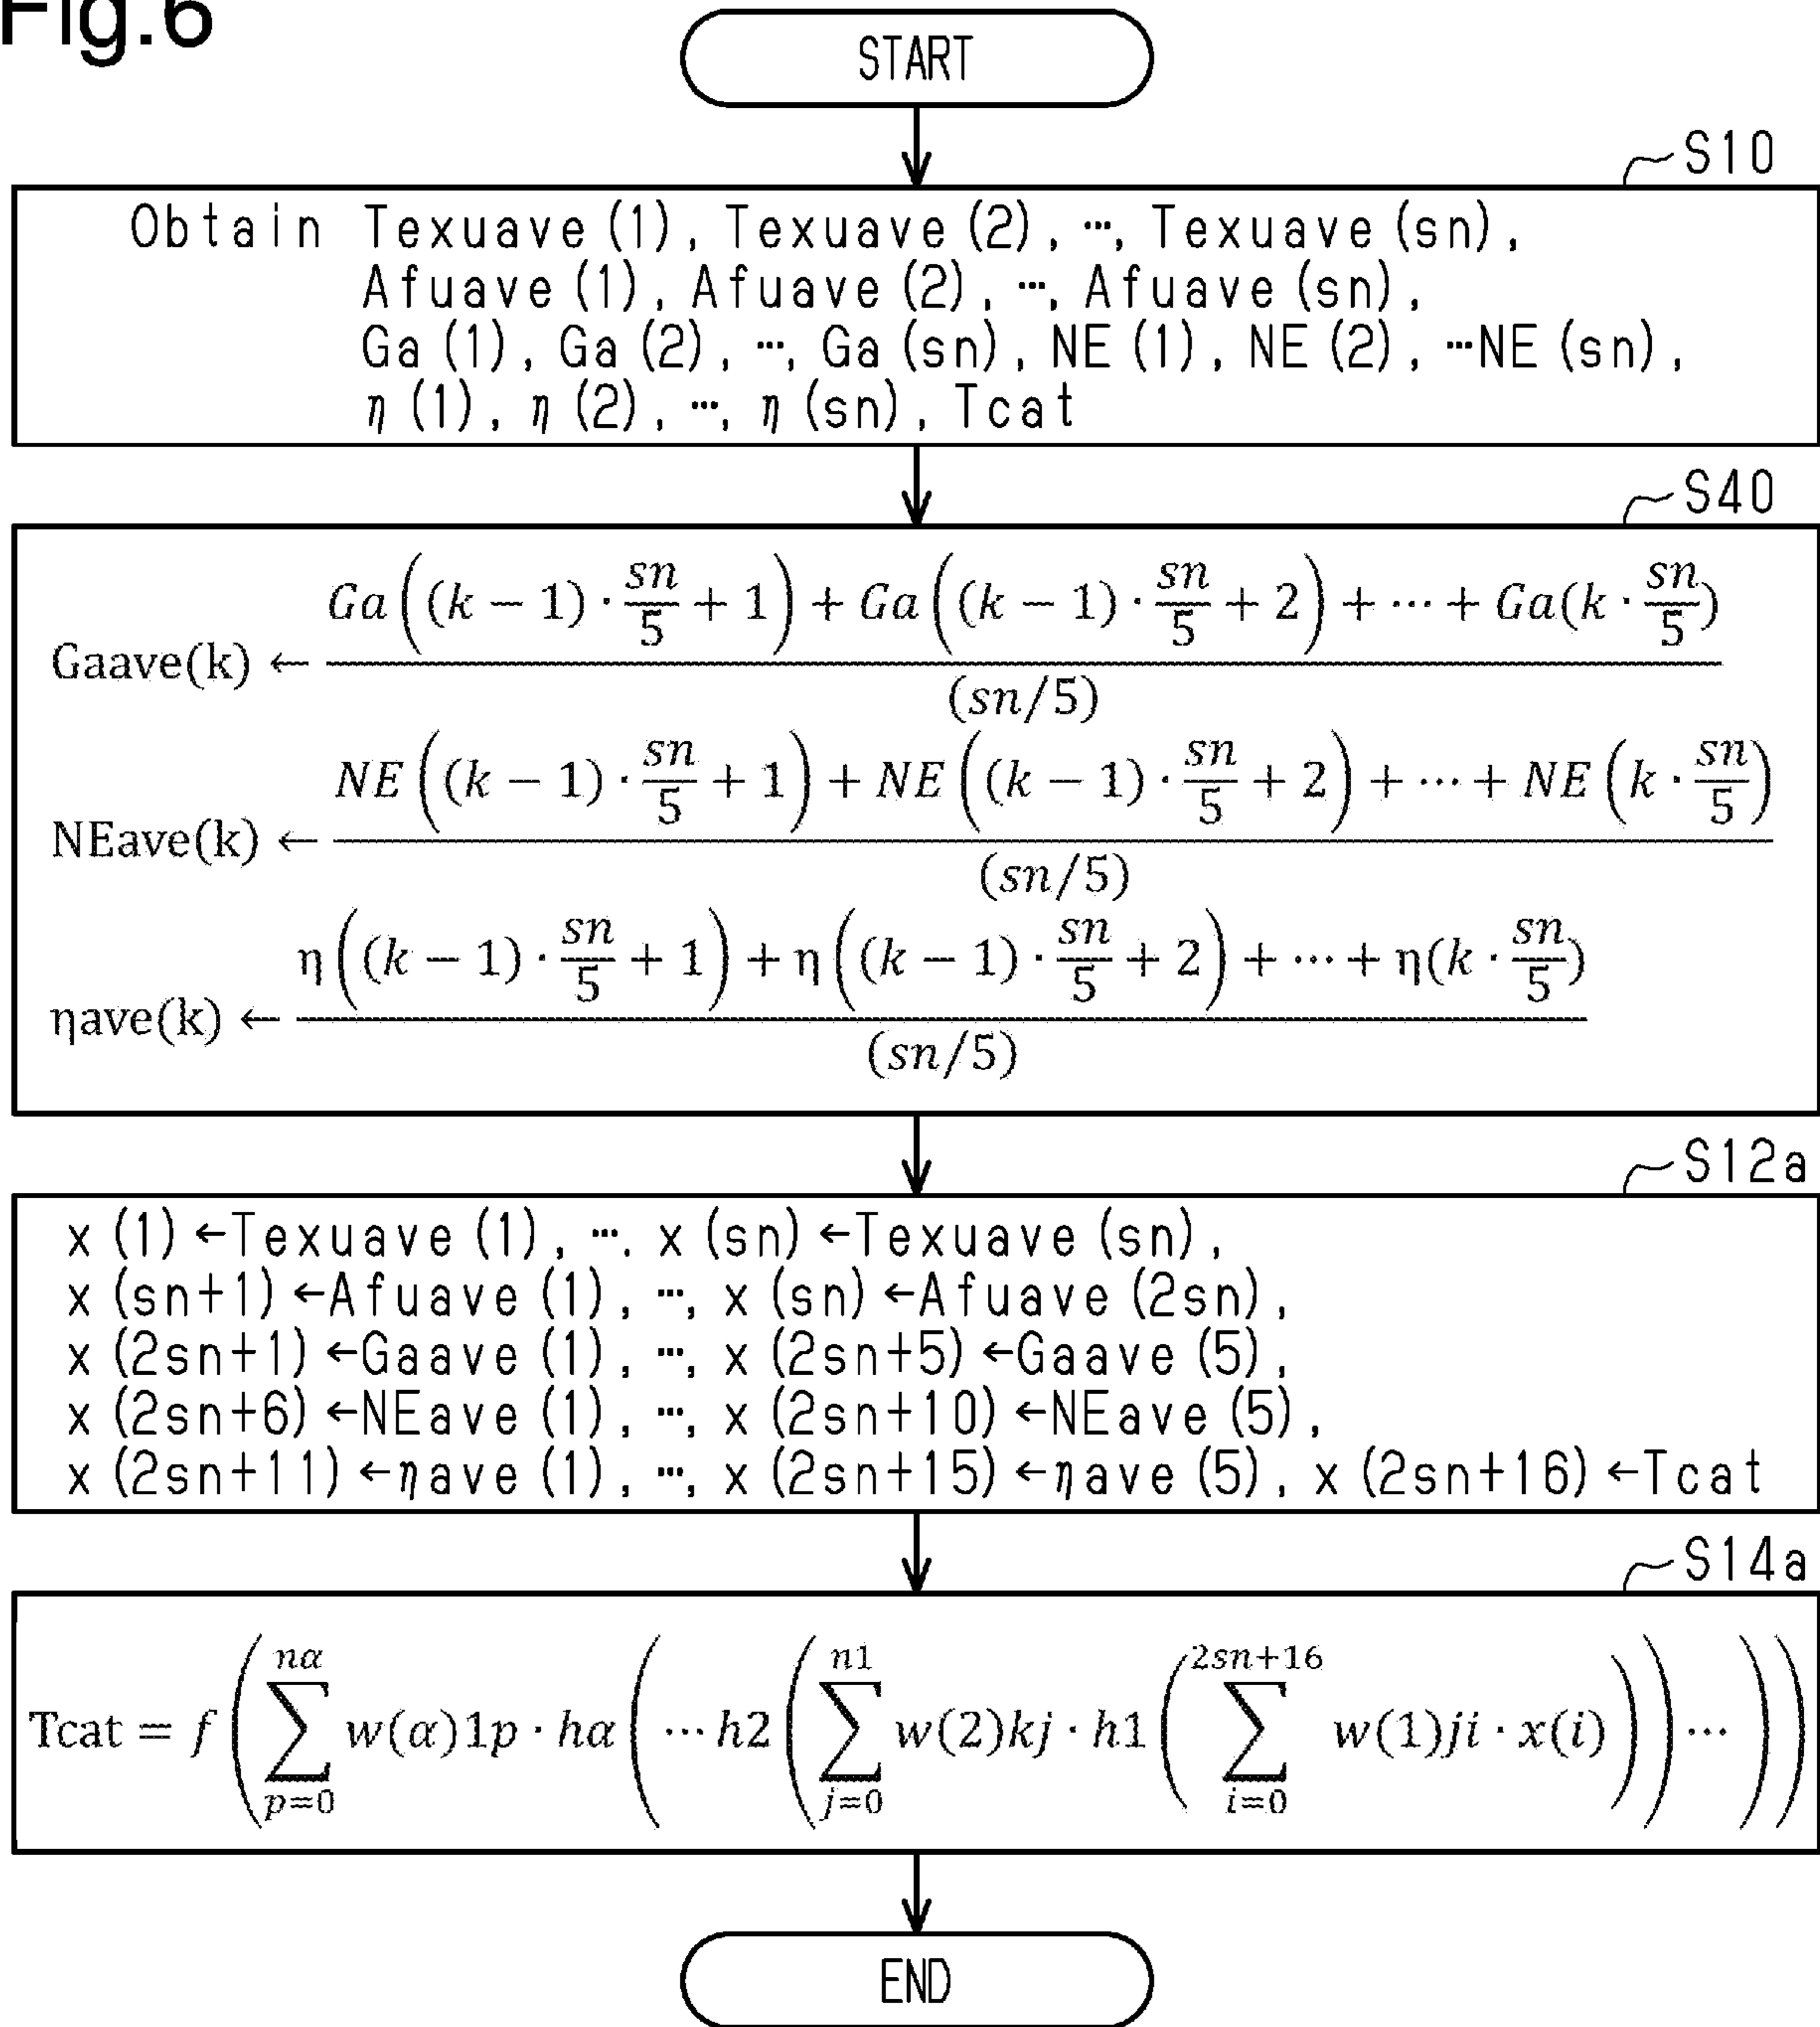 Fig.6
START
S10
Obtain Texuave (1), Texuave (2), …, Texuave (sn),
Afuave (1), Afuave (2), …, Afuave (sn),
Ga (1), Ga (2), …, Ga (sn), NE (1), NE (2), …NE (sn),
η (1), η (2), …, η (sn), Tcat
S40
Gaave(k) ← (Ga((k − 1) · sn/5 + 1) + Ga((k − 1) · sn/5 + 2) + ⋯ + Ga(k · sn/5)) / (sn/5)
NEave(k) ← (NE((k − 1) · sn/5 + 1) + NE((k − 1) · sn/5 + 2) + ⋯ + NE(k · sn/5)) / (sn/5)
ηave(k) ← (η((k − 1) · sn/5 + 1) + η((k − 1) · sn/5 + 2) + ⋯ + η(k · sn/5)) / (sn/5)
S12a
x (1) ←Texuave (1), …. x (sn) ←Texuave (sn),
x (sn+1) ←Afuave (1), …, x (sn) ←Afuave (2sn),
x (2sn+1) ←Gaave (1), …, x (2sn+5) ←Gaave (5),
x (2sn+6) ←NEave (1), …, x (2sn+10) ←NEave (5),
x (2sn+11) ←ηave (1), …, x (2sn+15) ←ηave (5), x (2sn+16) ←Tcat
S14a
Tcat = f(∑_{p=0}^{nα} w(α)1p · hα(⋯ h2(∑_{j=0}^{n1} w(2)kj · h1(∑_{i=0}^{2sn+16} w(1)ji · x(i))) ⋯ ))
END